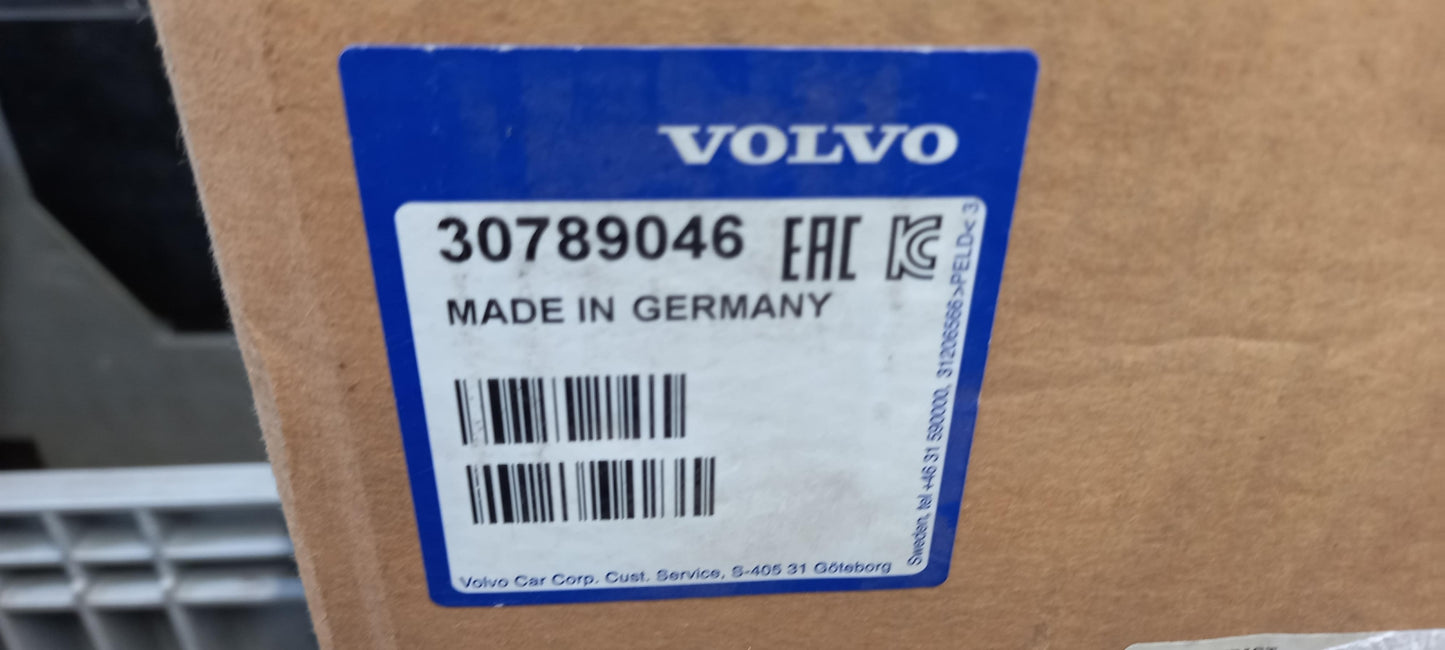 VOLVO
30789046 EAC KC
MADE IN GERMANY
Volvo Car Corp. Cust. Service, S-405 31 Göteborg
Sweden, tel +46 31 590000, 31206566>PELD< 3